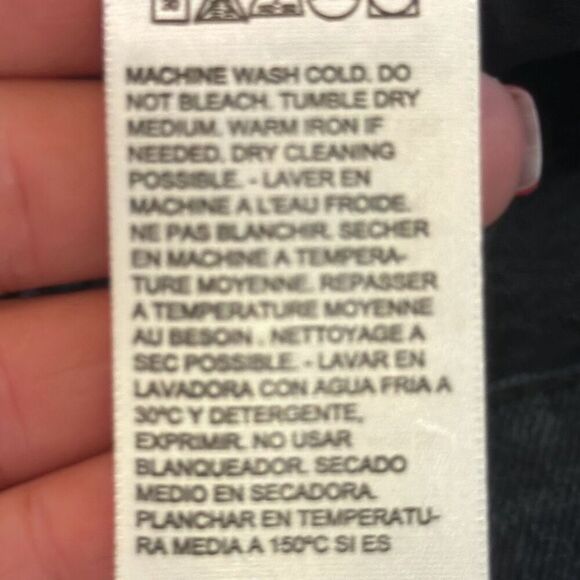 MACHINE WASH COLD. DO
NOT BLEACH. TUMBLE DRY
MEDIUM. WARM IRON IF
NEEDED. DRY CLEANING
POSSIBLE. - LAVER EN
MACHINE A L'EAU FROIDE.
NE PAS BLANCHIR. SECHER
EN MACHINE A TEMPERA-
TURE MOYENNE. REPASSER
A TEMPERATURE MOYENNE
AU BESOIN . NETTOYAGE A
SEC POSSIBLE. - LAVAR EN
LAVADORA CON AGUA FRIA A
30ºC Y DETERGENTE,
EXPRIMIR. NO USAR
BLANQUEADOR. SECADO
MEDIO EN SECADORA.
PLANCHAR EN TEMPERATU-
RA MEDIA A 150ºC SI ES